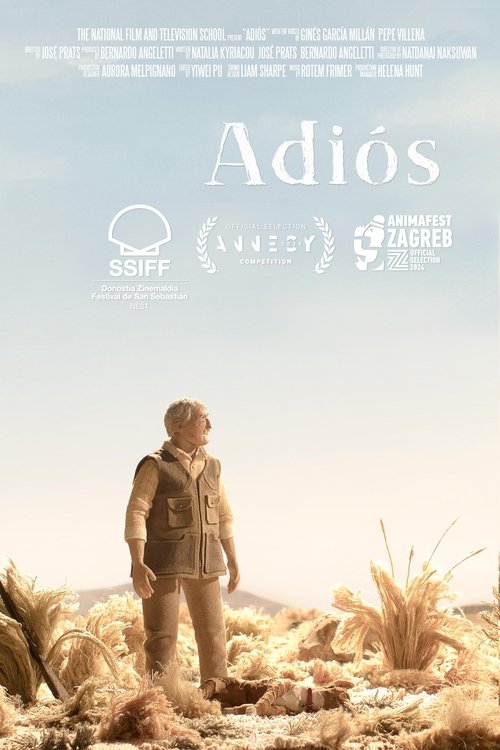 THE NATIONAL FILM AND TELEVISION SCHOOL PRESENT "ADIÓS" WITH THE VOICES OF GINÉS GARCÍA MILLÁN PEPE VILLENA
DIRECTED BY JOSÉ PRATS PRODUCED BY BERNARDO ANGELETTI WRITTEN BY NATALIA KYRIACOU JOSÉ PRATS BERNARDO ANGELETTI DIRECTOR OF PHOTOGRAPHY NATDANAI NAKSUWAN
PRODUCTION DESIGNER AURORA MELPIGNANO EDITED BY YIWEI PU SOUND DESIGN LIAM SHARPE MUSIC BY ROTEM FRIMER PRODUCTION MANAGER HELENA HUNT
Adiós
SSIFF
Donostia Zinemaldia
Festival de San Sebastián
NEST
OFFICIAL SELECTION
ANNECY
COMPETITION
ANIMAFEST
ZAGREB
OFFICIAL
SELECTION
2024